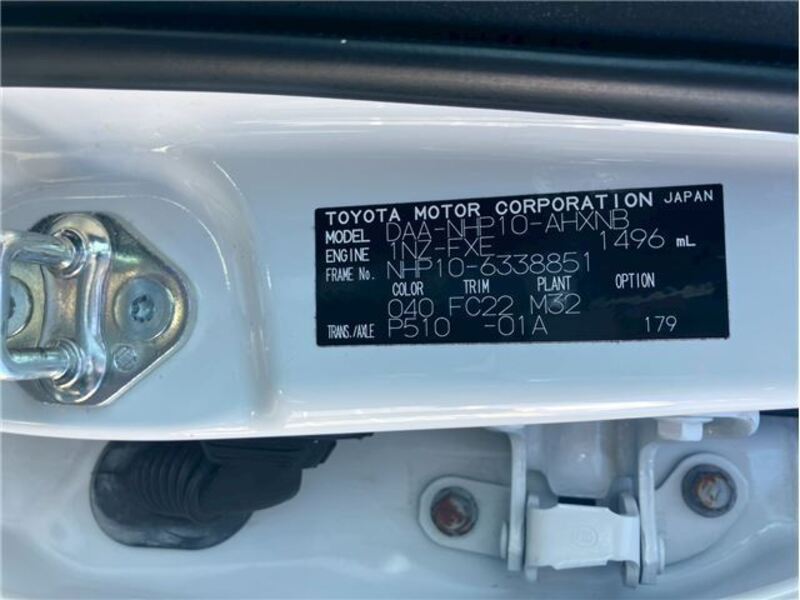 TOYOTA MOTOR CORPORATION JAPAN
MODEL DAA-NHP10-AHXNB
ENGINE 1NZ-FXE 1496 mL
FRAME No. NHP10-6338851
COLOR TRIM PLANT OPTION
040 FC22 M32
TRANS./AXLE P510 -01A 179